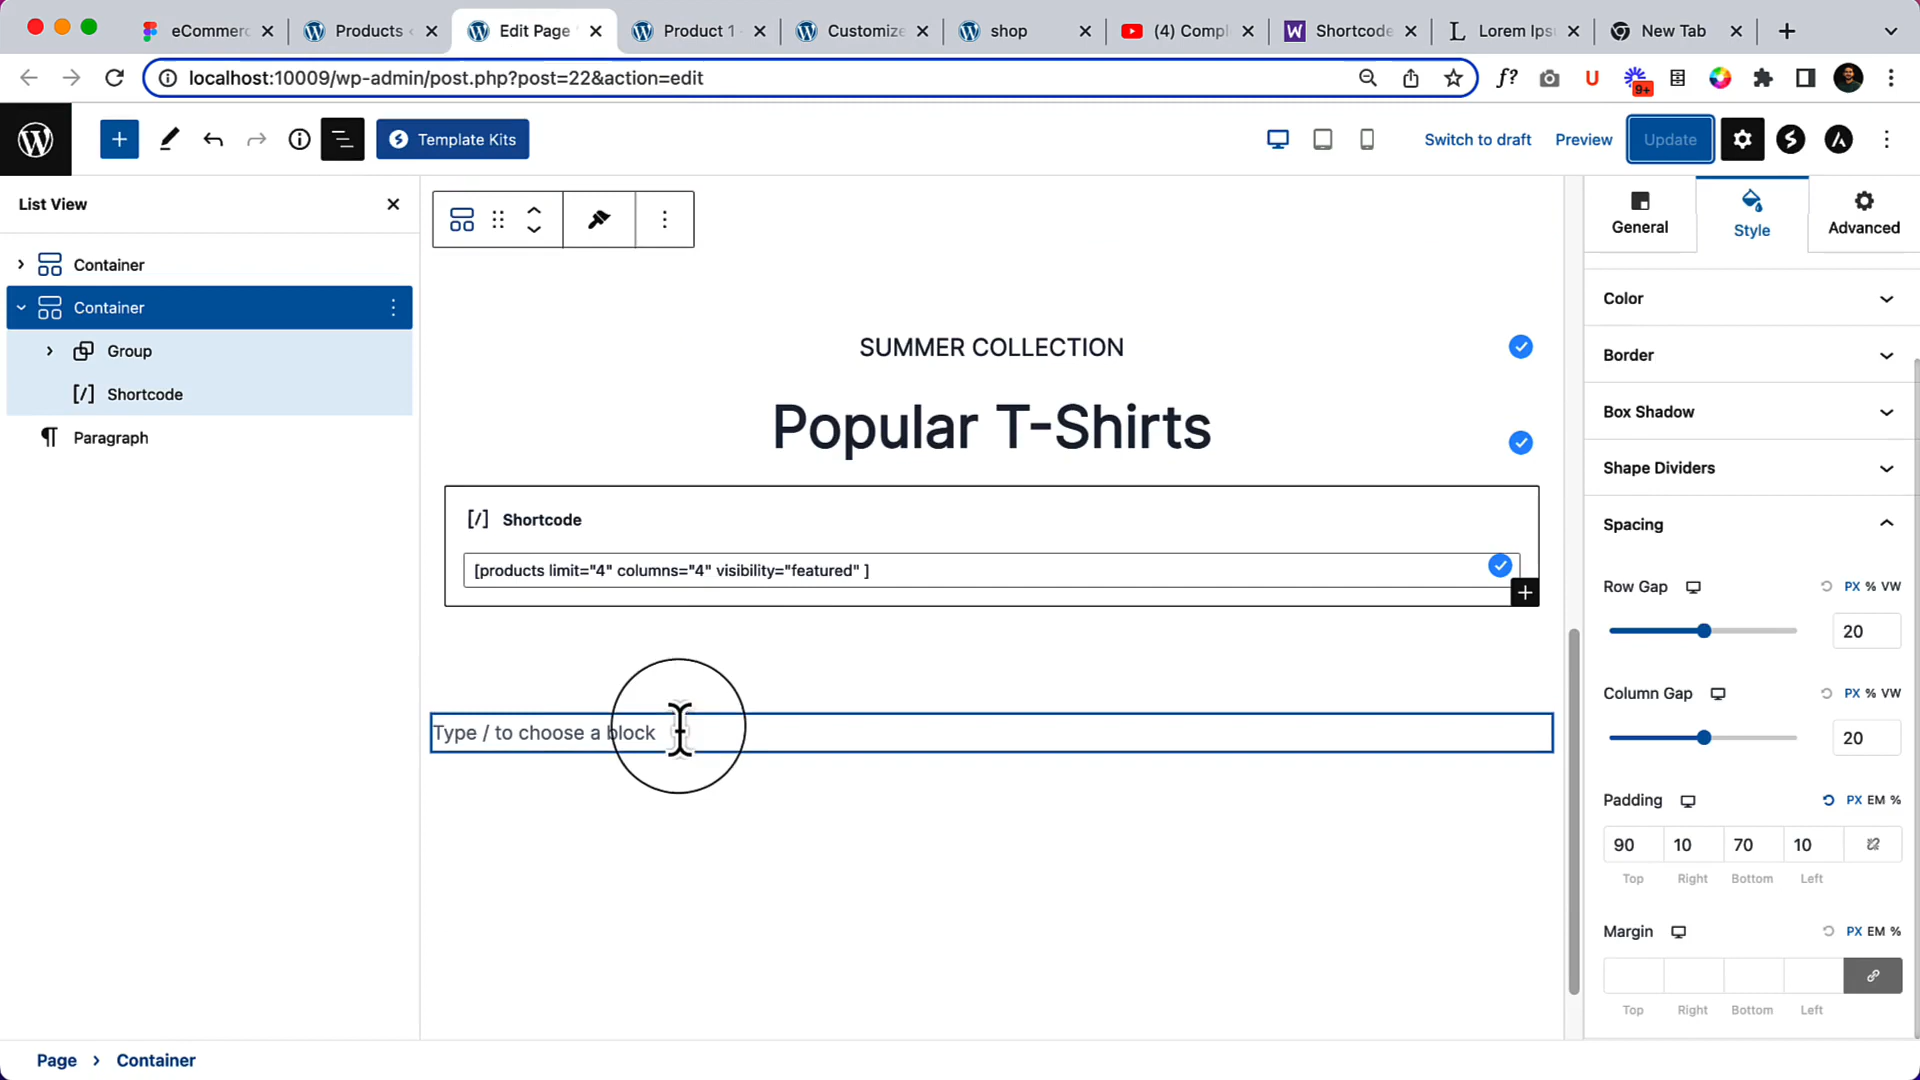 eCommerc
Products
Edit Page
Product 1
Customize
shop
(4) Compl
Shortcode
Lorem Ips
New Tab
localhost:10009/wp-admin/post.php?post=22&action=edit
f?
9+
Template Kits
Switch to draft
Preview
Update
List View
Container
Container
Group
[/] Shortcode
Paragraph
SUMMER COLLECTION
Popular T-Shirts
[/] Shortcode
[products limit="4" columns="4" visibility="featured" ]
Type / to choose a block
General
Style
Advanced
Color
Border
Box Shadow
Shape Dividers
Spacing
Row Gap PX % VW
20
Column Gap PX % VW
20
Padding PX EM %
90 10 70 10
Top Right Bottom Left
Margin PX EM %
Top Right Bottom Left
Page > Container